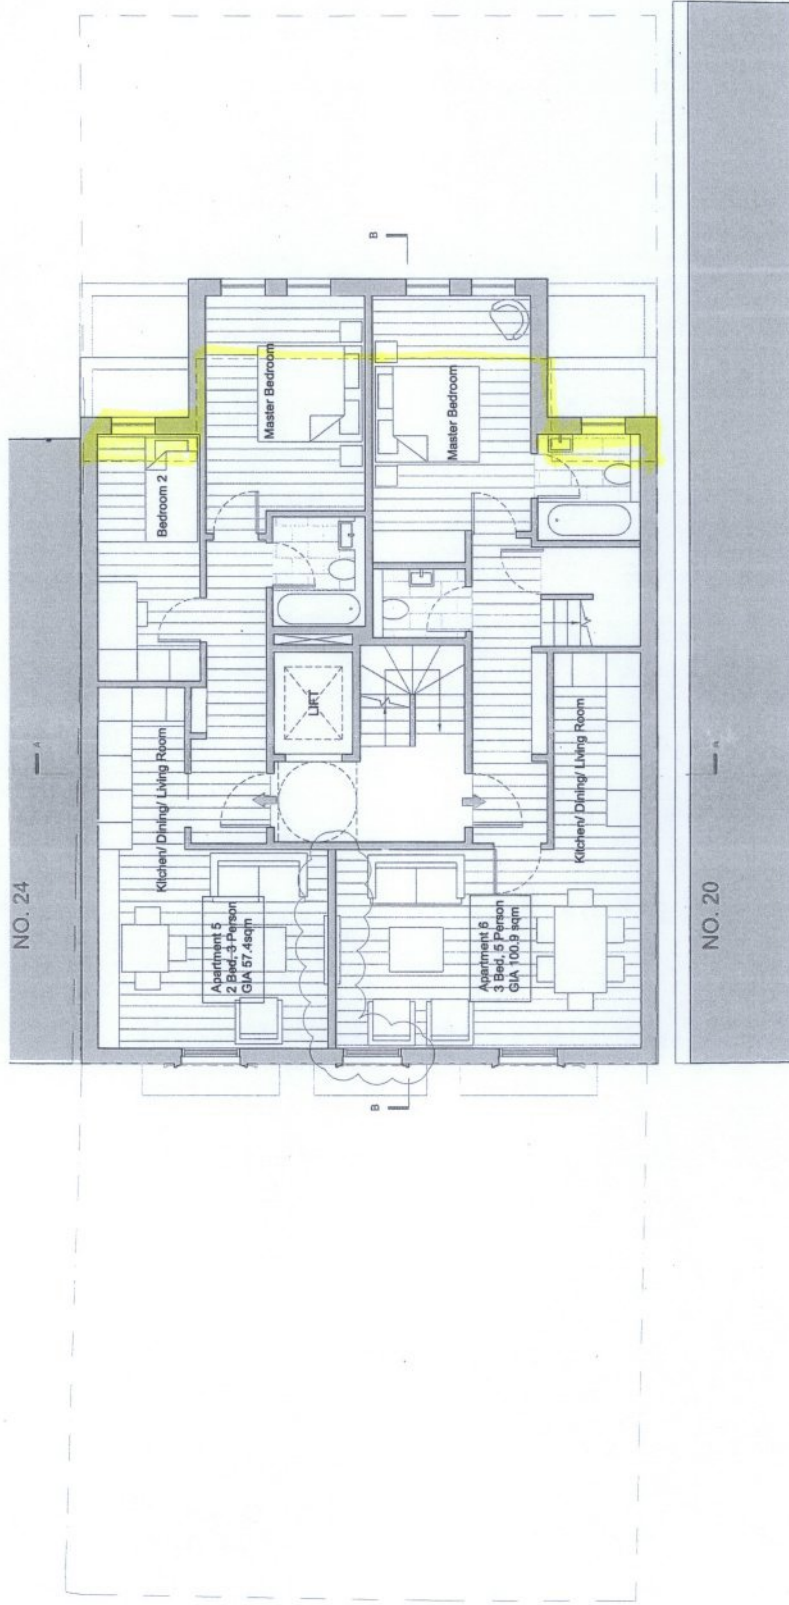 NO. 24
A
Bedroom 2
Kitchen/ Dining/ Living Room
Apartment 5
2 Bed, 3 Person
GIA 57.4sqm
Master Bedroom
LIFT
B
B
Master Bedroom
Apartment 6
3 Bed, 5 Person
GIA 100.9 sqm
Kitchen/ Dining/ Living Room
NO. 20
A